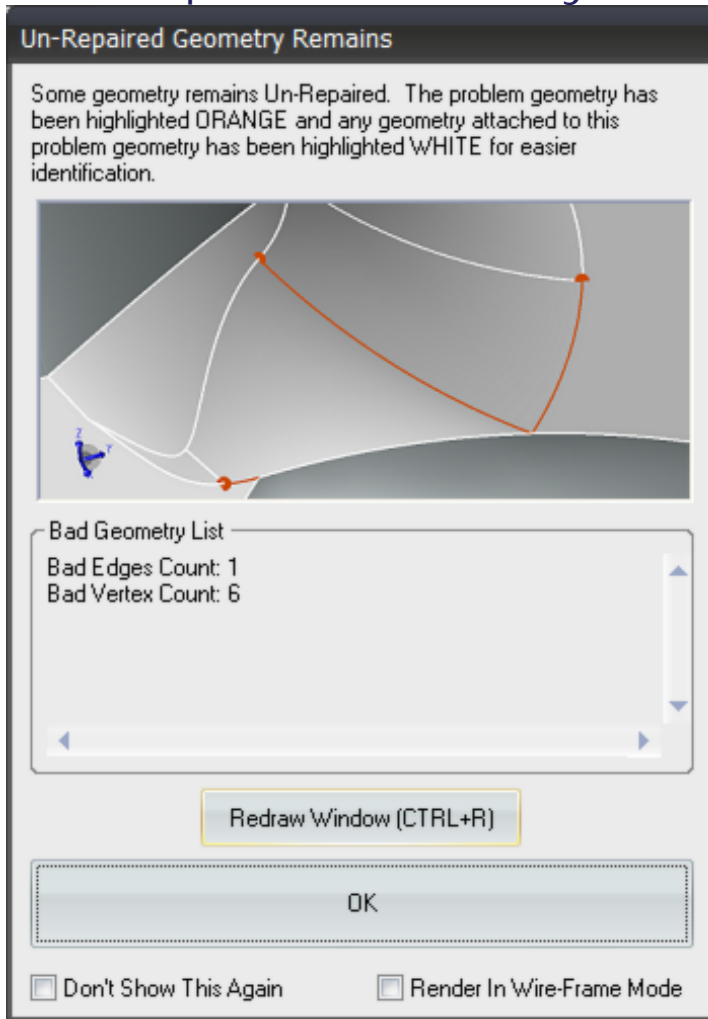 Un-Repaired Geometry Remains
Some geometry remains Un-Repaired. The problem geometry has
been highlighted ORANGE and any geometry attached to this
problem geometry has been highlighted WHITE for easier
identification.
Z
Y
Bad Geometry List
Bad Edges Count: 1
Bad Vertex Count: 6
Redraw Window (CTRL+R)
OK
Don't Show This Again
Render In Wire-Frame Mode